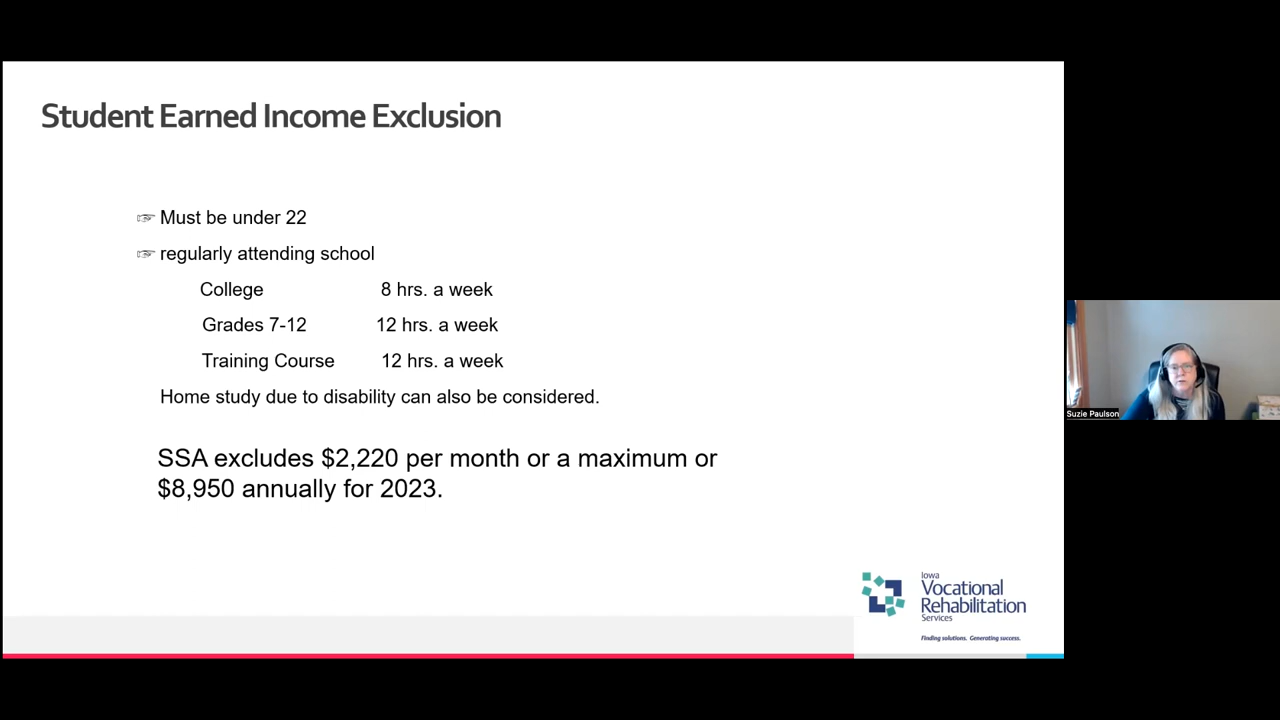 Student Earned Income Exclusion
☞ Must be under 22
☞ regularly attending school
College 8 hrs. a week
Grades 7-12 12 hrs. a week
Training Course 12 hrs. a week
Home study due to disability can also be considered.
SSA excludes $2,220 per month or a maximum or
$8,950 annually for 2023.
Suzie Paulson
Iowa
Vocational
Rehabilitation
Services
Finding solutions. Generating success.